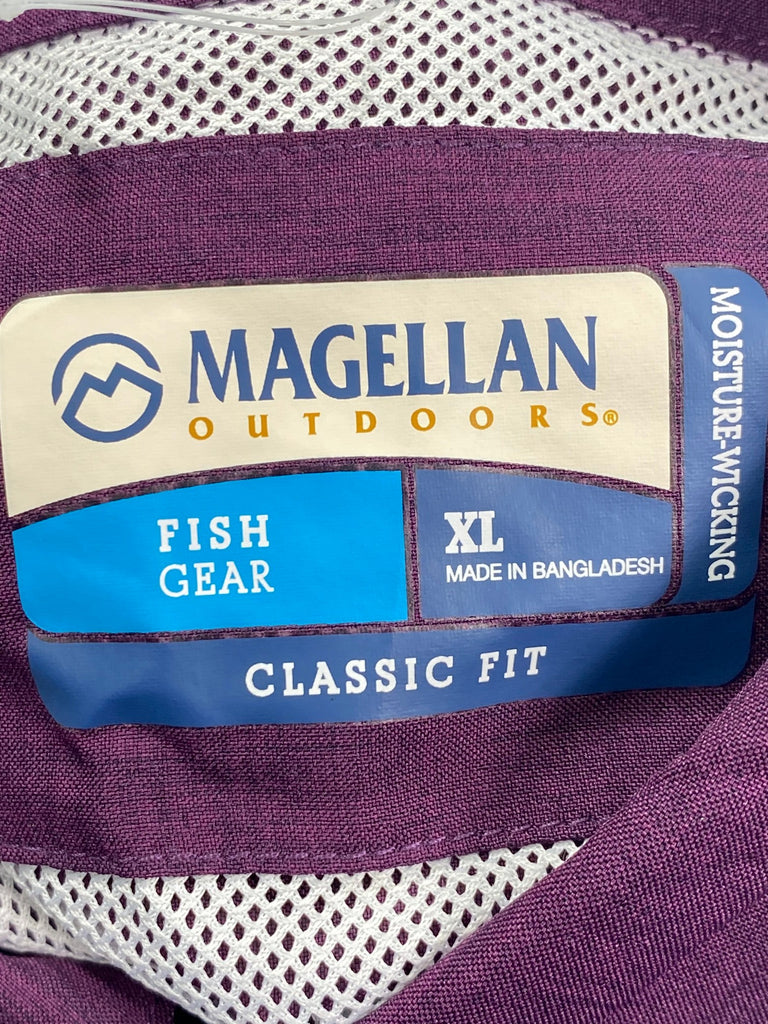 MAGELLAN
OUTDOORS®
FISH
GEAR
XL
MADE IN BANGLADESH
MOISTURE-WICKING
CLASSIC FIT